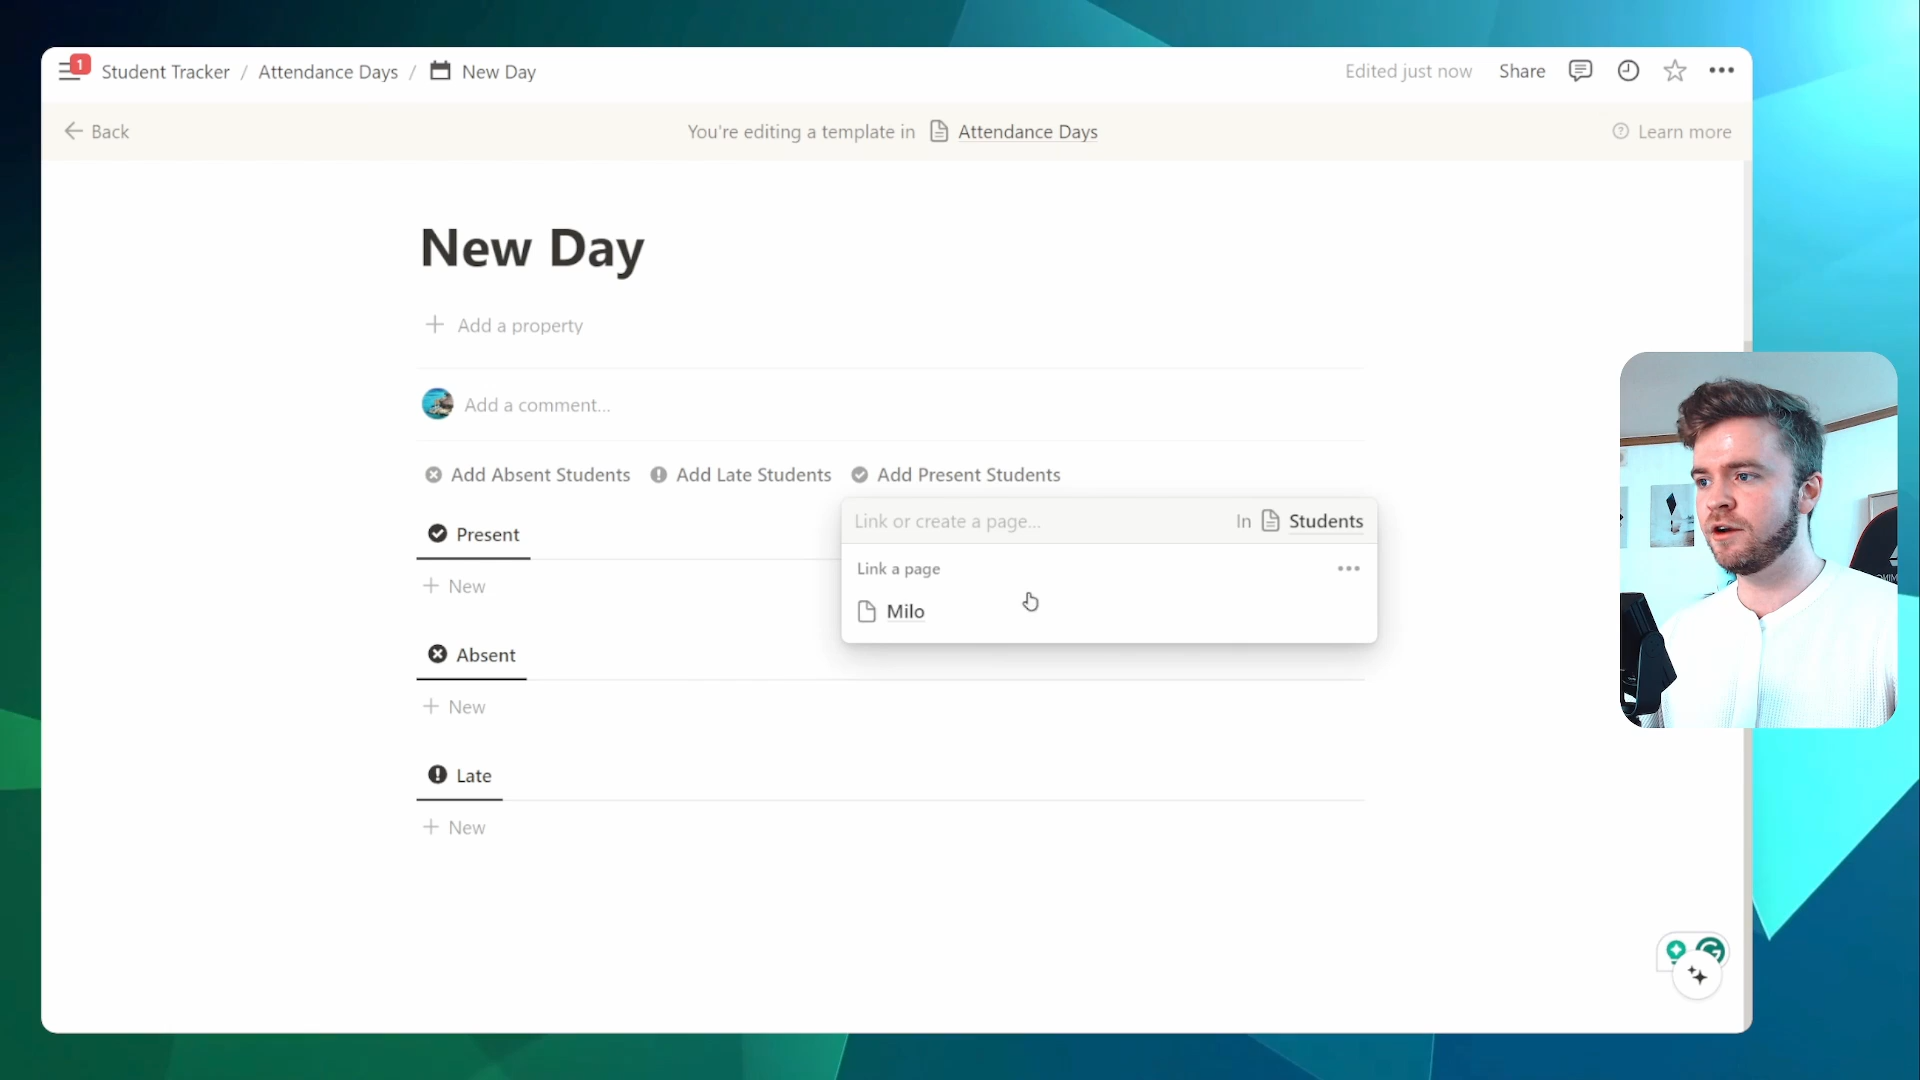 1
Student Tracker / Attendance Days / New Day
Edited just now Share
Back
You're editing a template in Attendance Days
Learn more
New Day
Add a property
Add a comment...
Add Absent Students Add Late Students Add Present Students
Link or create a page... In Students
Link a page
Milo
Present
New
Absent
New
Late
New